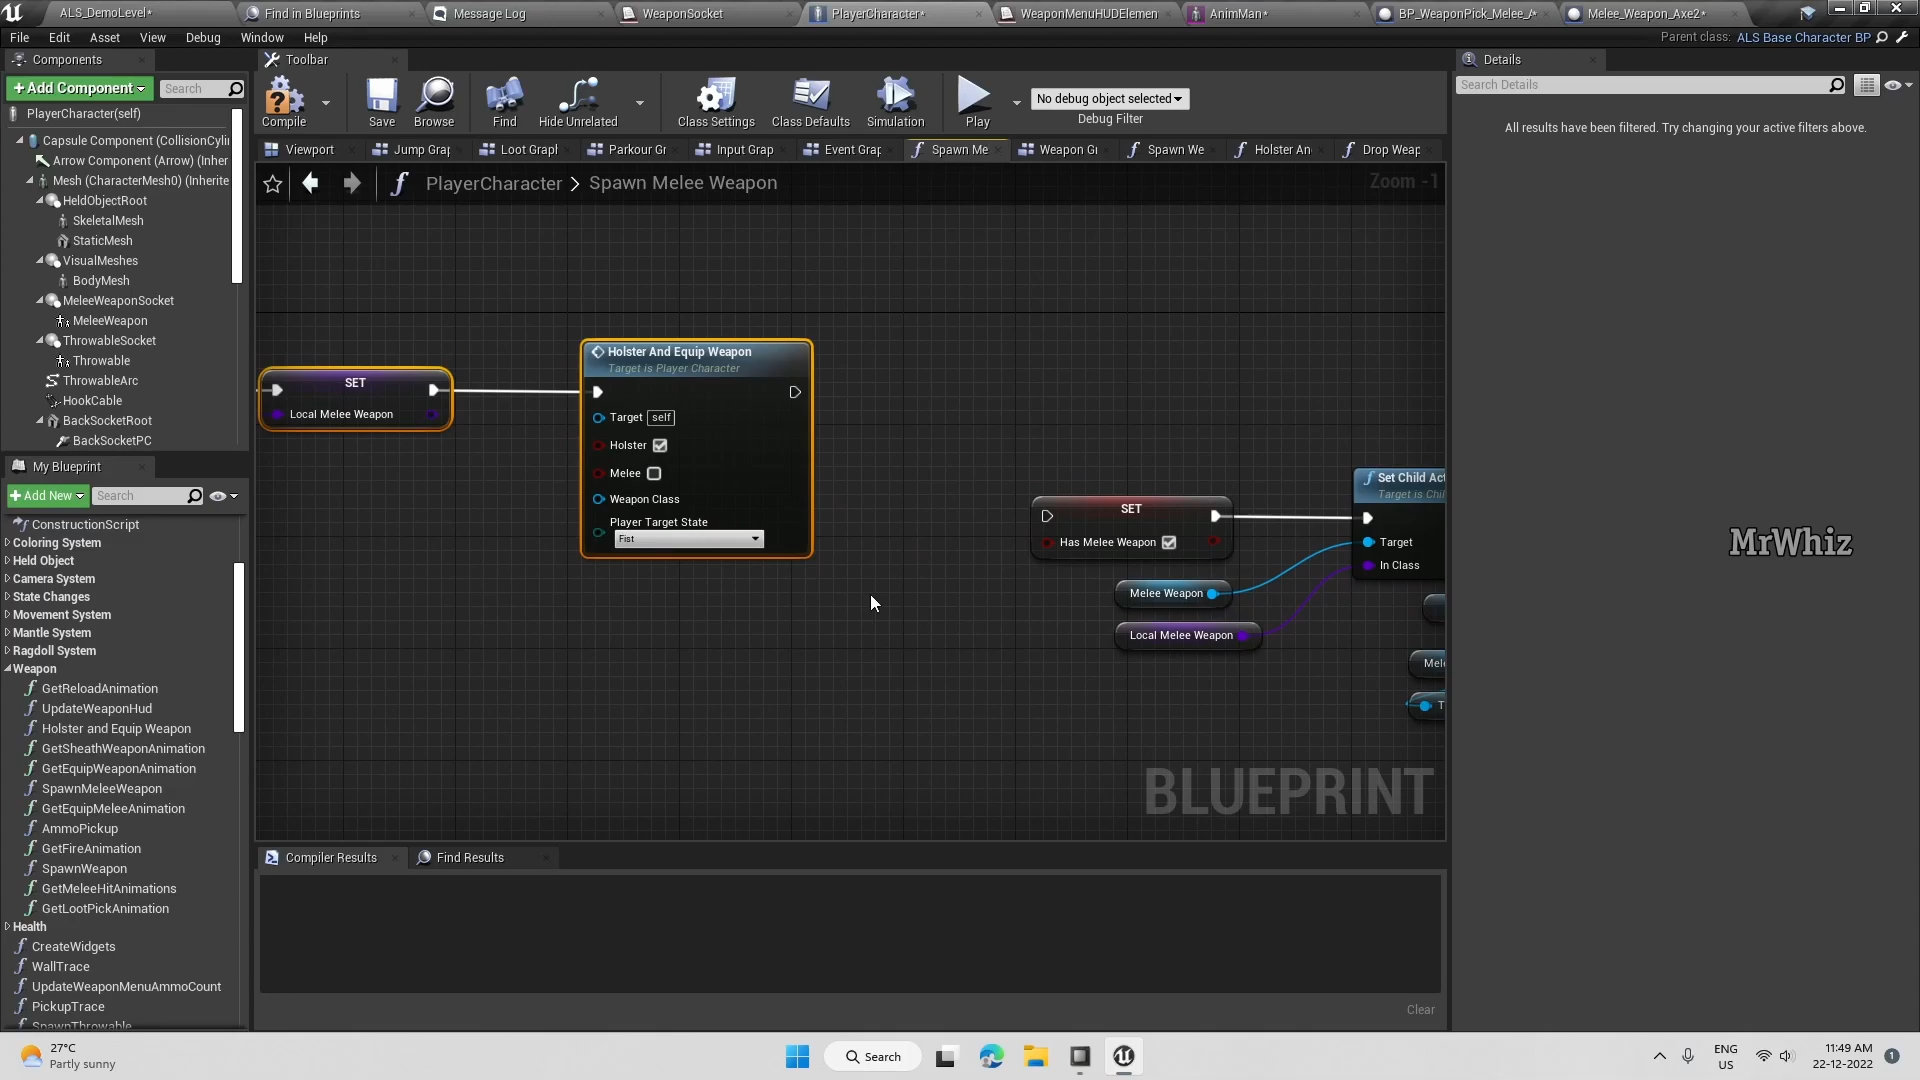 ALS_DemoLevel*
Find in Blueprints
Message Log
WeaponSocket
PlayerCharacter*
WeaponMenuHUDElemen
AnimMan*
BP_WeaponPick_Melee_A*
Melee_Weapon_Axe2*
File Edit Asset View Debug Window Help
Parent class: ALS Base Character BP
Components
Toolbar
Details
+Add Component
Search
Search Details
PlayerCharacter(self)
Compile
Save
Browse
Find
Hide Unrelated
Class Settings
Class Defaults
Simulation
Play
No debug object selected
Debug Filter
All results have been filtered. Try changing your active filters above.
Capsule Component (CollisionCyli
Arrow Component (Arrow) (Inher
Mesh (CharacterMesh0) (Inherite
HeldObjectRoot
SkeletalMesh
StaticMesh
VisualMeshes
BodyMesh
MeleeWeaponSocket
MeleeWeapon
ThrowableSocket
Throwable
ThrowableArc
HookCable
BackSocketRoot
BackSocketPC
Viewport
Jump Grap
Loot Graph
Parkour Gr
Input Grap
Event Grap
Spawn Me
Weapon Gr
Spawn We
Holster An
Drop Weap
PlayerCharacter > Spawn Melee Weapon
Zoom -1
SET
Local Melee Weapon
Holster And Equip Weapon
Target is Player Character
Target self
Holster
Melee
Weapon Class
Player Target State
Fist
SET
Has Melee Weapon
Melee Weapon
Local Melee Weapon
Set Child Act
Target is Chil
Target
In Class
Mele
T
BLUEPRINT
MrWhiz
My Blueprint
+Add New
Search
ConstructionScript
Coloring System
Held Object
Camera System
State Changes
Movement System
Mantle System
Ragdoll System
Weapon
GetReloadAnimation
UpdateWeaponHud
Holster and Equip Weapon
GetSheathWeaponAnimation
GetEquipWeaponAnimation
SpawnMeleeWeapon
GetEquipMeleeAnimation
AmmoPickup
GetFireAnimation
SpawnWeapon
GetMeleeHitAnimations
GetLootPickAnimation
Health
CreateWidgets
WallTrace
UpdateWeaponMenuAmmoCount
PickupTrace
SpawnThrowable
Compiler Results
Find Results
Clear
27°C
Partly sunny
Search
ENG
US
11:49 AM
22-12-2022
1